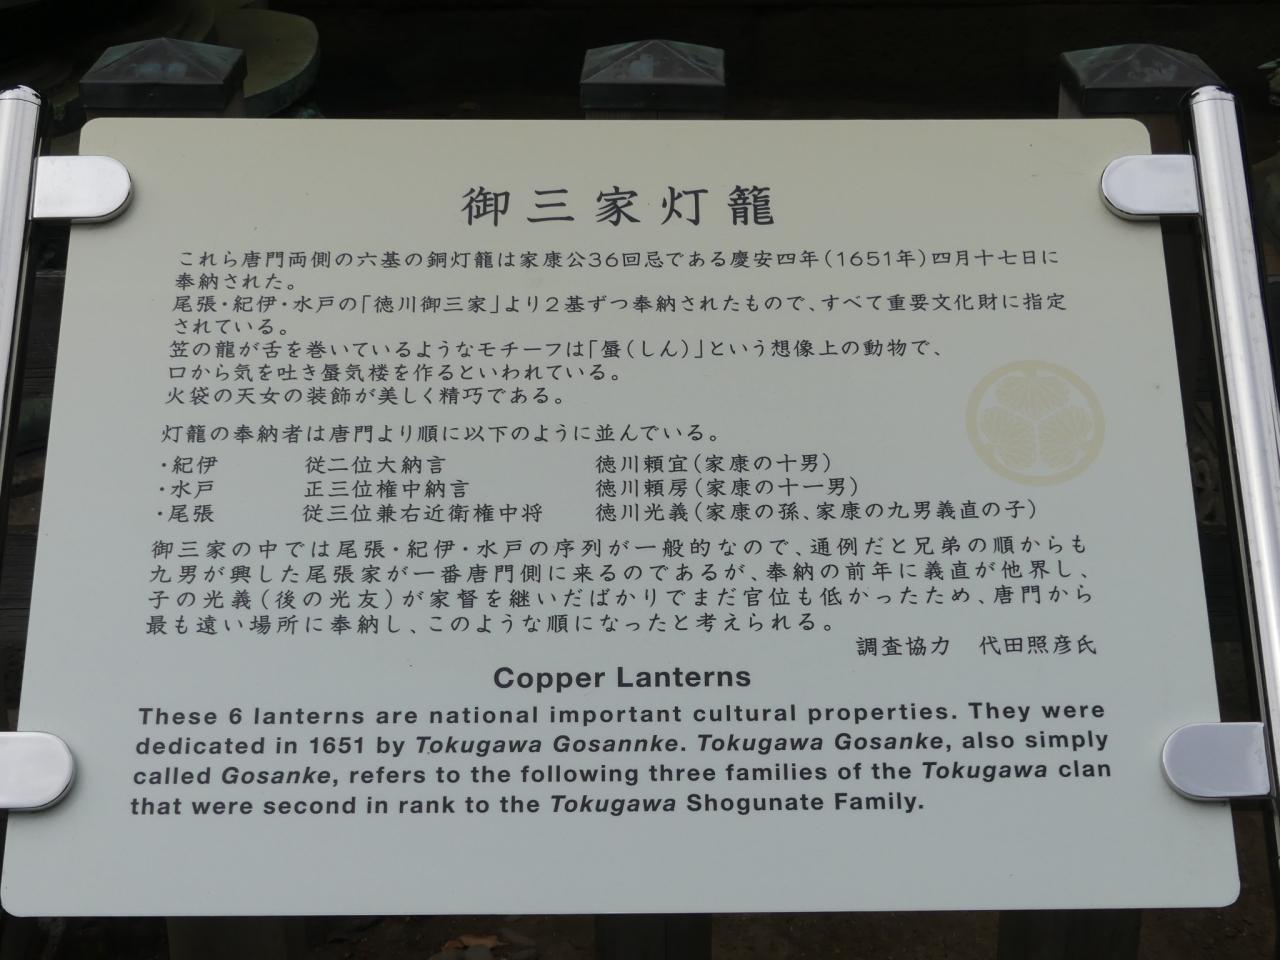 御三家灯籠
これら唐門両側の六基の銅灯籠は家康公36回忌である慶安四年(1651年)四月十七日に
奉納された。
尾張・紀伊・水戸の「徳川御三家」より2基ずつ奉納されたもので、すべて重要文化財に指定
されている。
笠の龍が舌を巻いているようなモチーフは「蜃(しん)」という想像上の動物で、
口から気を吐き蜃気楼を作るといわれている。
火袋の天女の装飾が美しく精巧である。
灯籠の奉納者は唐門より順に以下のように並んでいる。
・紀伊 従二位大納言 徳川頼宜(家康の十男)
・水戸 正三位権中納言 徳川頼房(家康の十一男)
・尾張 従三位兼右近衛権中将 徳川光義(家康の孫、家康の九男義直の子)
御三家の中では尾張・紀伊・水戸の序列が一般的なので、通例だと兄弟の順からも
九男が興した尾張家が一番唐門側に来るのであるが、奉納の前年に義直が他界し、
子の光義(後の光友)が家督を継いだばかりでまだ官位も低かったため、唐門から
最も遠い場所に奉納し、このような順になったと考えられる。
調査協力 代田照彦氏
Copper Lanterns
These 6 lanterns are national important cultural properties. They were
dedicated in 1651 by Tokugawa Gosannke. Tokugawa Gosanke, also simply
called Gosanke, refers to the following three families of the Tokugawa clan
that were second in rank to the Tokugawa Shogunate Family.